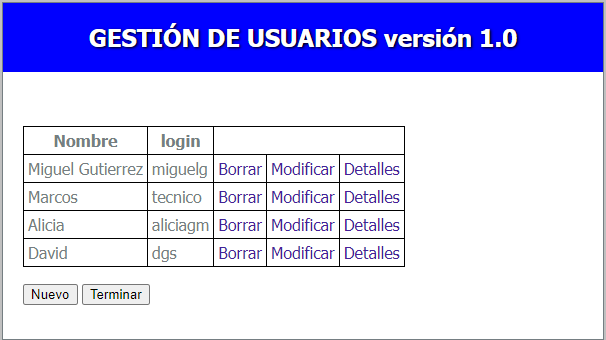 GESTIÓN DE USUARIOS versión 1.0
Nombre login
Miguel Gutierrez miguelg Borrar Modificar Detalles
Marcos tecnico Borrar Modificar Detalles
Alicia aliciagm Borrar Modificar Detalles
David dgs Borrar Modificar Detalles
Nuevo Terminar